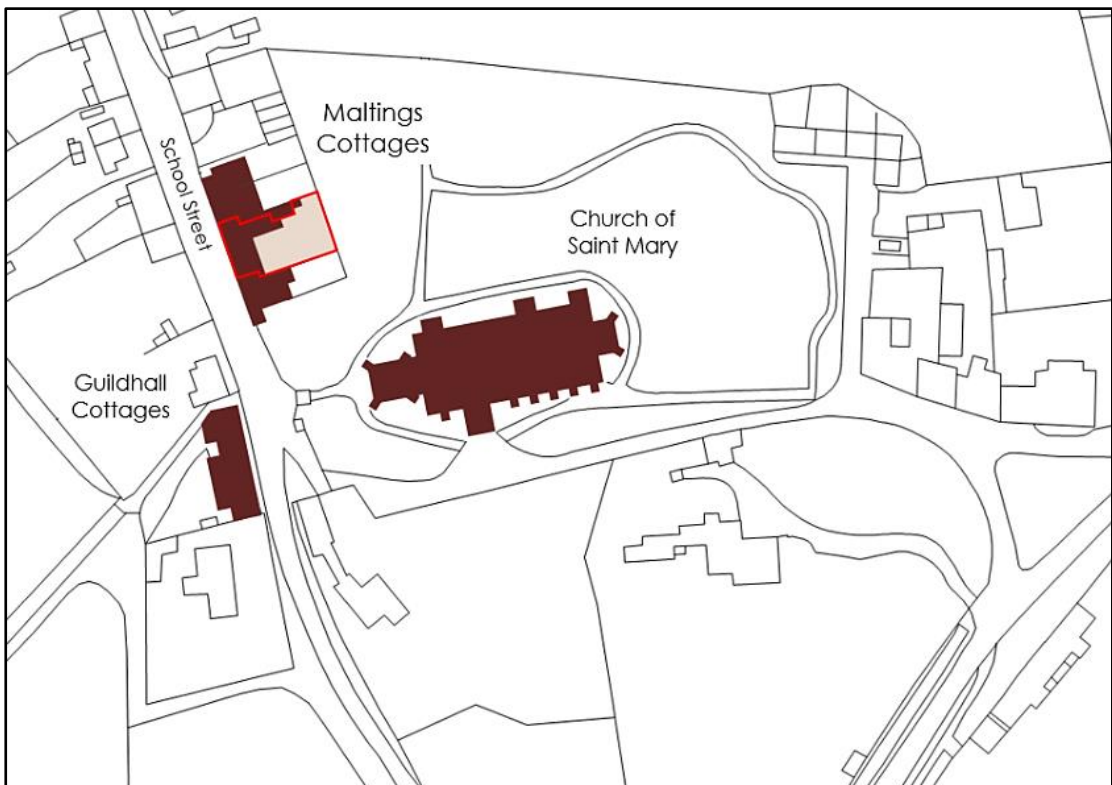 Maltings
Cottages
School Street
Church of
Saint Mary
Guildhall
Cottages